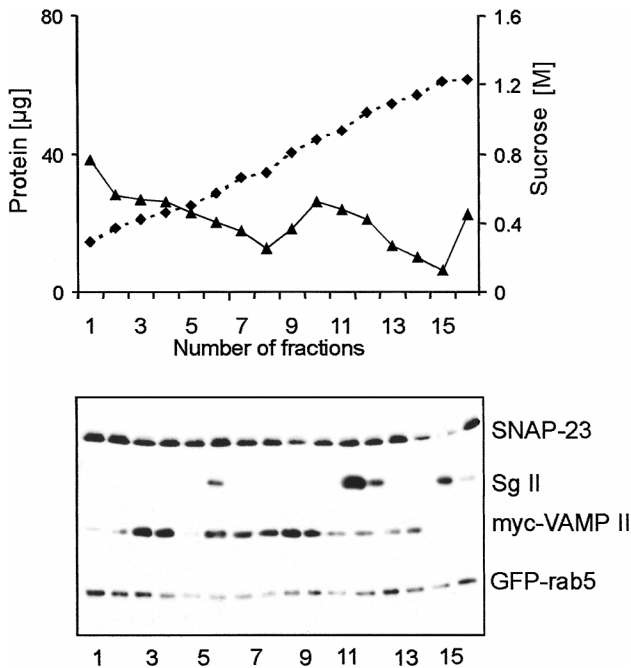 80
40
0
Protein [µg]
1.6
1.2
0.8
0.4
0
Sucrose [M]
1 3 5 7 9 11 13 15
Number of fractions
SNAP-23
Sg II
myc-VAMP II
GFP-rab5
1 3 5 7 9 11 13 15